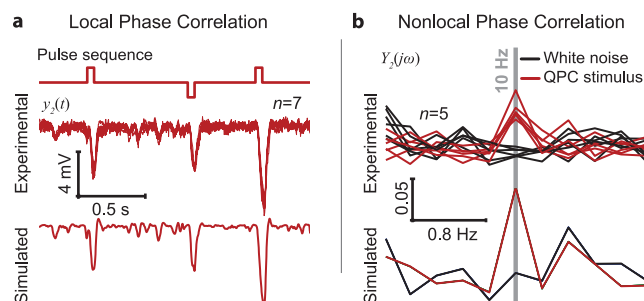 a Local Phase Correlation
Pulse sequence
Experimental
y₂(t)
n=7
4 mV
0.5 s
Simulated
b Nonlocal Phase Correlation
Y₂(jω)
10 Hz
White noise
QPC stimulus
Experimental
n=5
0.05
0.8 Hz
Simulated